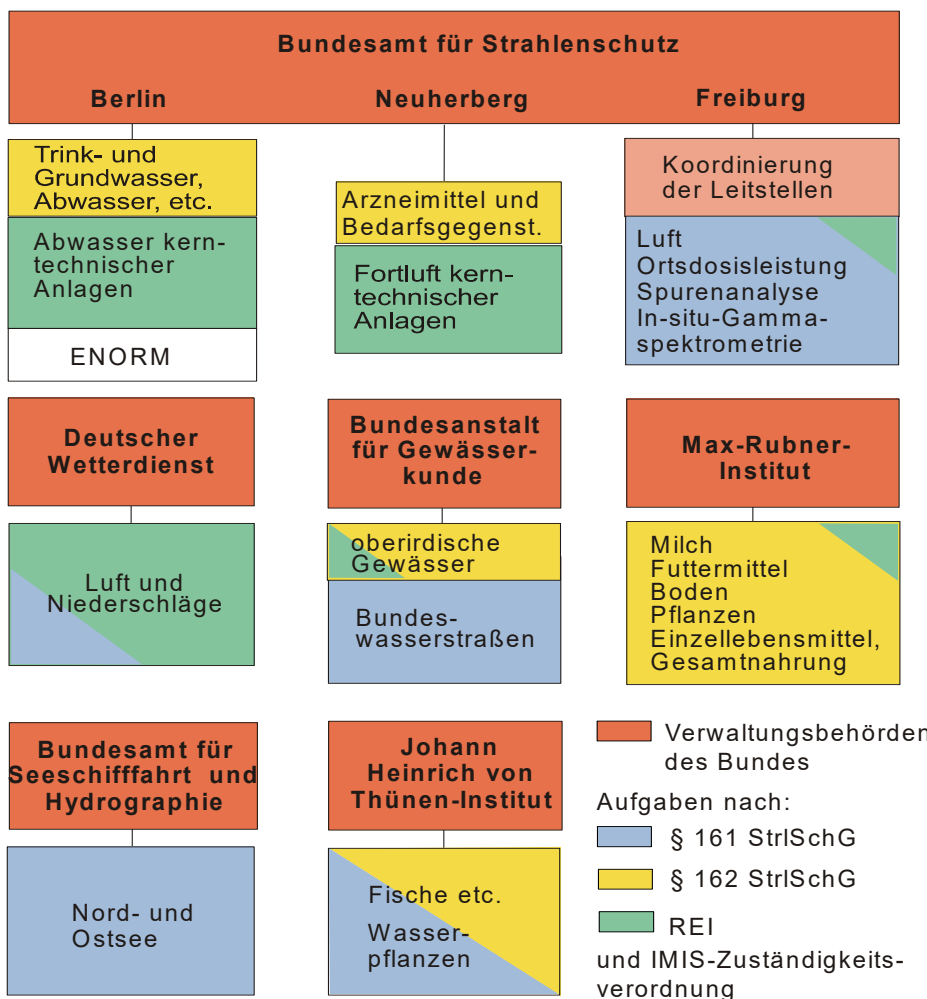 Bundesamt für Strahlenschutz
Berlin
Neuherberg
Freiburg
Trink- und
Grundwasser,
Abwasser, etc.
Abwasser kern-
technischer
Anlagen
ENORM
Arzneimittel und
Bedarfsgegenst.
Fortluft kern-
technischer
Anlagen
Koordinierung
der Leitstellen
Luft
Ortsdosisleistung
Spurenanalyse
In-situ-Gamma-
spektrometrie
Deutscher
Wetterdienst
Luft und
Niederschläge
Bundesanstalt
für Gewässer-
kunde
oberirdische
Gewässer
Bundes-
wasserstraßen
Max-Rubner-
Institut
Milch
Futtermittel
Boden
Pflanzen
Einzellebensmittel,
Gesamtnahrung
Bundesamt für
Seeschifffahrt und
Hydrographie
Nord- und
Ostsee
Johann
Heinrich von
Thünen-Institut
Fische etc.
Wasser-
pflanzen
Verwaltungsbehörden
des Bundes
Aufgaben nach:
§ 161 StrlSchG
§ 162 StrlSchG
REI
und IMIS-Zuständigkeits-
verordnung